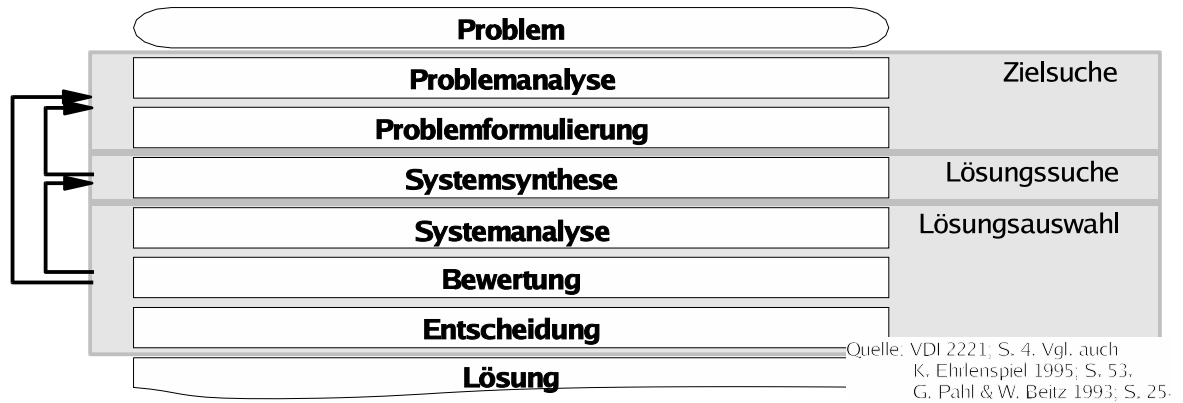 Problem
Problemanalyse
Zielsuche
Problemformulierung
Systemsynthese
Lösungssuche
Systemanalyse
Lösungsauswahl
Bewertung
Entscheidung
Lösung
Quelle: VDI 2221; S. 4. Vgl. auch
K. Ehrlenspiel 1995; S. 53.
G. Pahl & W. Beitz 1993; S. 25.